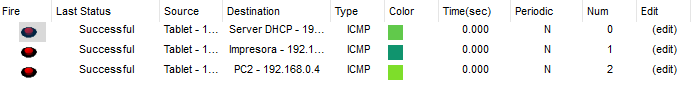 Fire Last Status Source Destination Type Color Time(sec) Periodic Num Edit
Successful Tablet - 1... Server DHCP - 19... ICMP 0.000 N 0 (edit)
Successful Tablet - 1... Impresora - 192.1... ICMP 0.000 N 1 (edit)
Successful Tablet - 1... PC2 - 192.168.0.4 ICMP 0.000 N 2 (edit)